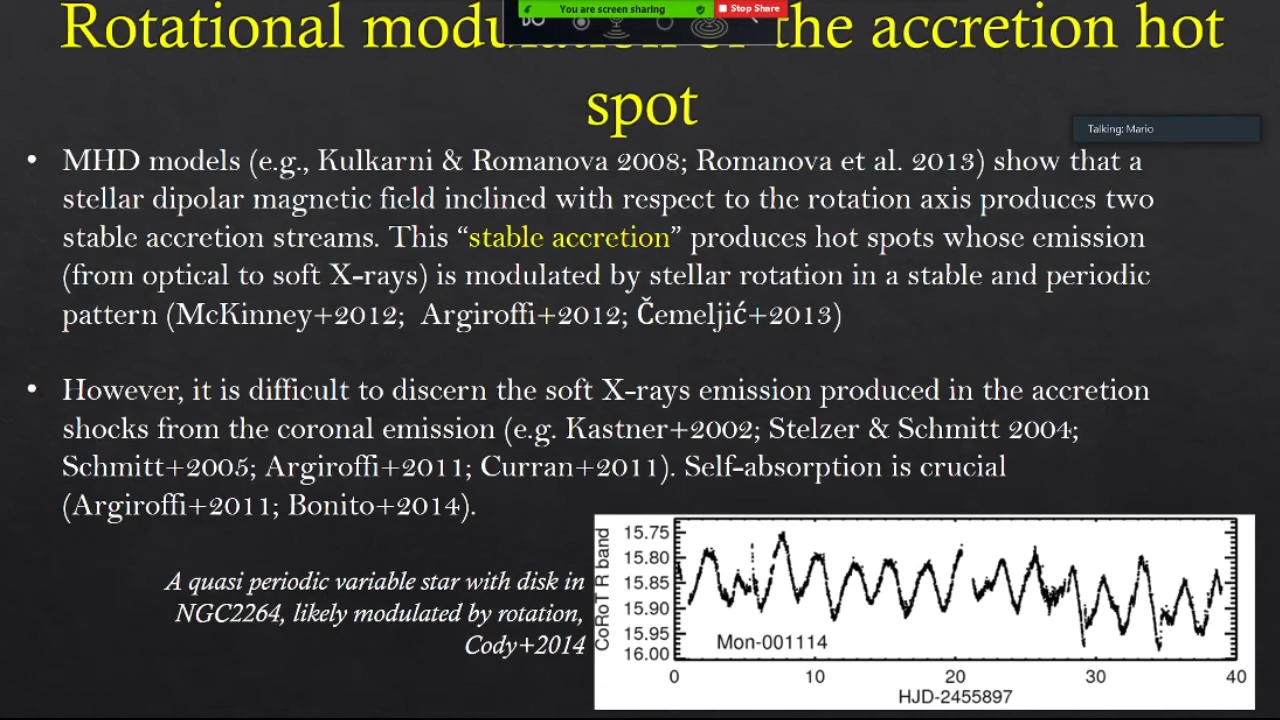 You are screen sharing
Stop Share
Rotational modulation of the accretion hot
spot
Talking: Mario
• MHD models (e.g., Kulkarni & Romanova 2008; Romanova et al. 2013) show that a
stellar dipolar magnetic field inclined with respect to the rotation axis produces two
stable accretion streams. This “stable accretion” produces hot spots whose emission
(from optical to soft X-rays) is modulated by stellar rotation in a stable and periodic
pattern (McKinney+2012; Argiroffi+2012; Čemeljić+2013)
• However, it is difficult to discern the soft X-rays emission produced in the accretion
shocks from the coronal emission (e.g. Kastner+2002; Stelzer & Schmitt 2004;
Schmitt+2005; Argiroffi+2011; Curran+2011). Self-absorption is crucial
(Argiroffi+2011; Bonito+2014).
A quasi periodic variable star with disk in
NGC2264, likely modulated by rotation,
Cody+2014
CoRoT R band
15.75
15.80
15.85
15.90
15.95
16.00
Mon-001114
0 10 20 30 40
HJD-2455897